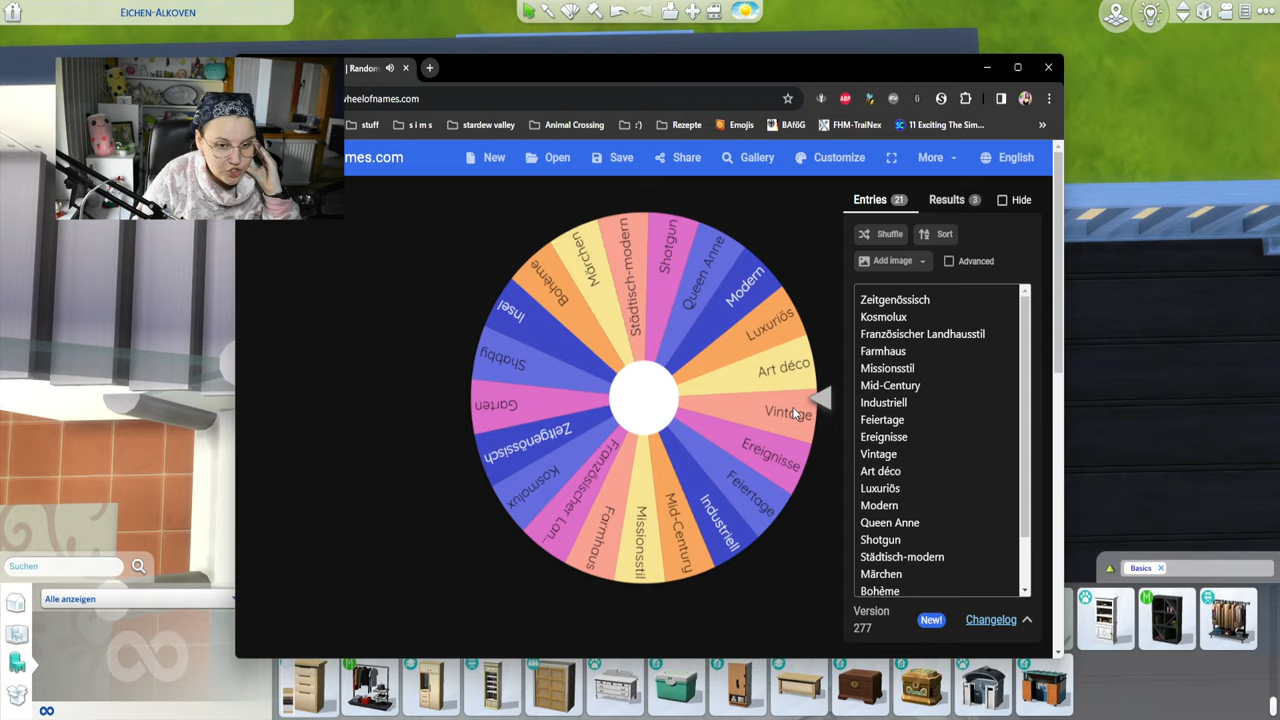 EICHEN-ALKOVEN
| Random
wheelofnames.com
stuff
s i m s
stardew valley
Animal Crossing
:')
Rezepte
Emojis
BAföG
FHM-TraiNex
11 Exciting The Sim...
»
mes.com
New
Open
Save
Share
Gallery
Customize
More
English
Entries 21
Results 3
Hide
Shuffle
Sort
Add image
Advanced
Zeitgenössisch
Kosmolux
Französischer Landhausstil
Farmhaus
Missionsstil
Mid-Century
Industriell
Feiertage
Ereignisse
Vintage
Art déco
Luxuriös
Modern
Queen Anne
Shotgun
Städtisch-modern
Märchen
Bohème
Version
277
New!
Changelog
Shotgun
Queen Anne
Modern
Luxuriös
Art déco
Vintage
Ereignisse
Feiertage
Industriell
Mid-Century
Missionsstil
Farmhaus
Französischer Lan...
Kosmolux
Zeitgenössisch
Garten
Shabby
Insel
Bohème
Märchen
Städtisch-modern
Suchen
Alle anzeigen
Basics